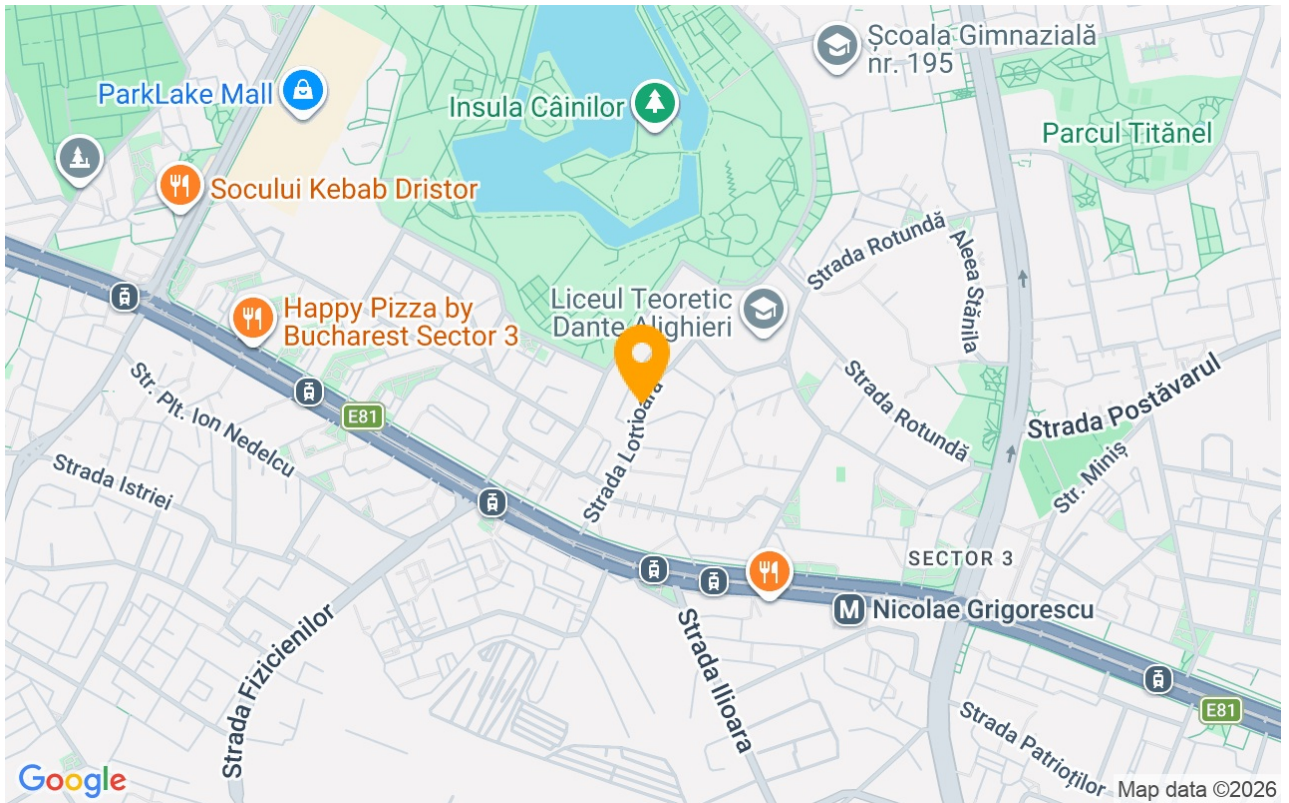 Școala Gimnazială
nr. 195
ParkLake Mall
Insula Câinilor
Parcul Titănel
Socului Kebab Dristor
Strada Rotundă
Aleea Stănila
Liceul Teoretic
Dante Alighieri
Happy Pizza by
Bucharest Sector 3
Str. Plt. Ion Nedelcu
E81
Strada Lotrioara
Strada Rotundă
Strada Postăvarul
Str. Miniș
Strada Istriei
SECTOR 3
M Nicolae Grigorescu
Strada Fizicienilor
Strada Ilioara
E81
Strada Patrioților
Google
Map data ©2026